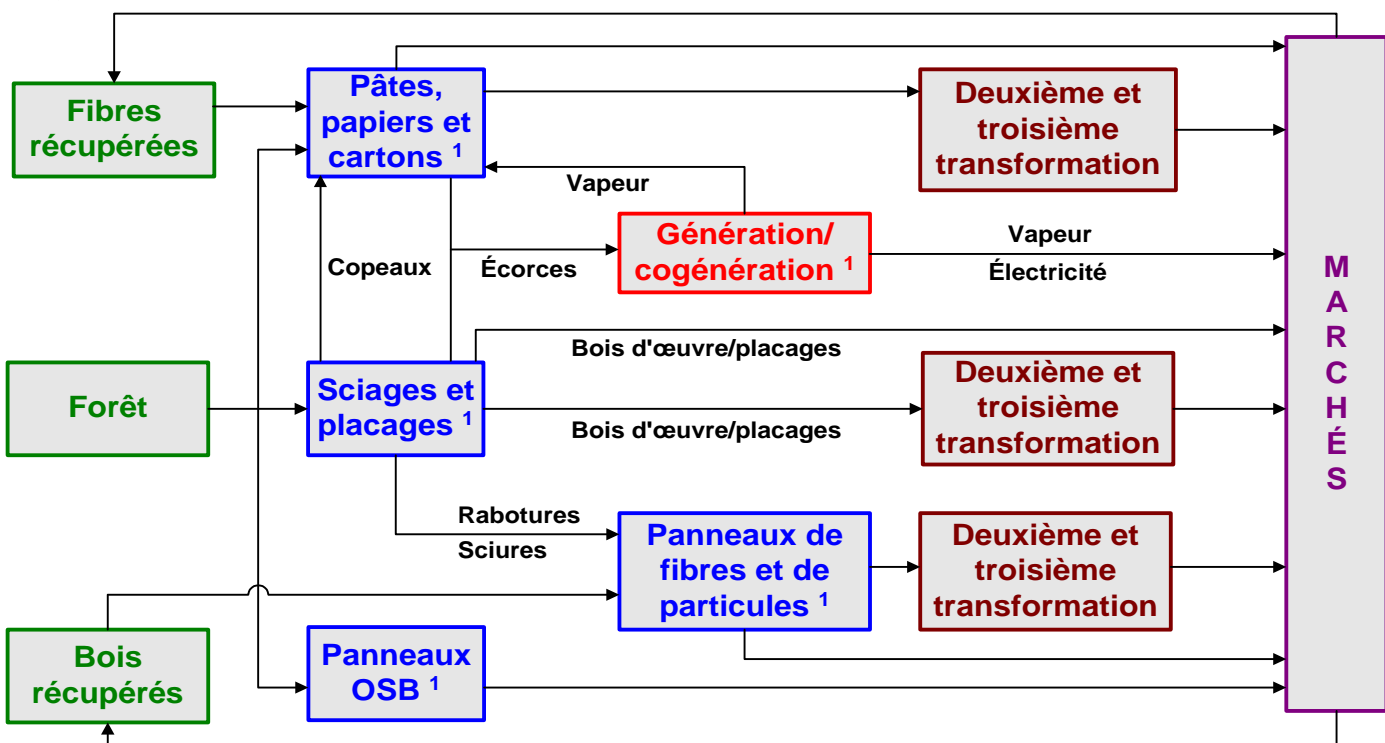 Fibres
récupérées
Pâtes,
papiers et
cartons 1
Deuxième et
troisième
transformation
Vapeur
Génération/
cogénération 1
Vapeur
Électricité
Copeaux
Écorces
Forêt
Sciages et
placages 1
Bois d'œuvre/placages
Bois d'œuvre/placages
Deuxième et
troisième
transformation
Rabotures
Sciures
Panneaux de
fibres et de
particules 1
Deuxième et
troisième
transformation
Bois
récupérés
Panneaux
OSB 1
M
A
R
C
H
É
S